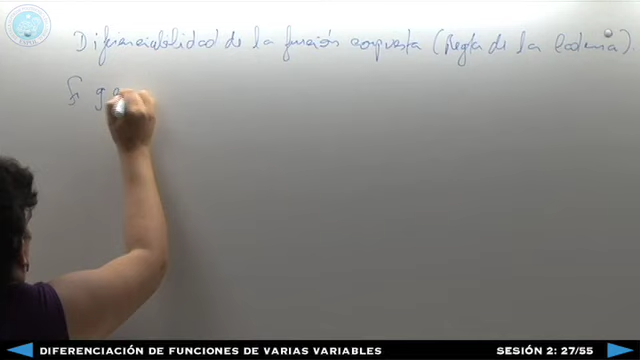 Diferenciabilidad de la función compuesta (Regla de la Cadena).
Si g e
DIFERENCIACIÓN DE FUNCIONES DE VARIAS VARIABLES
SESIÓN 2: 27/55